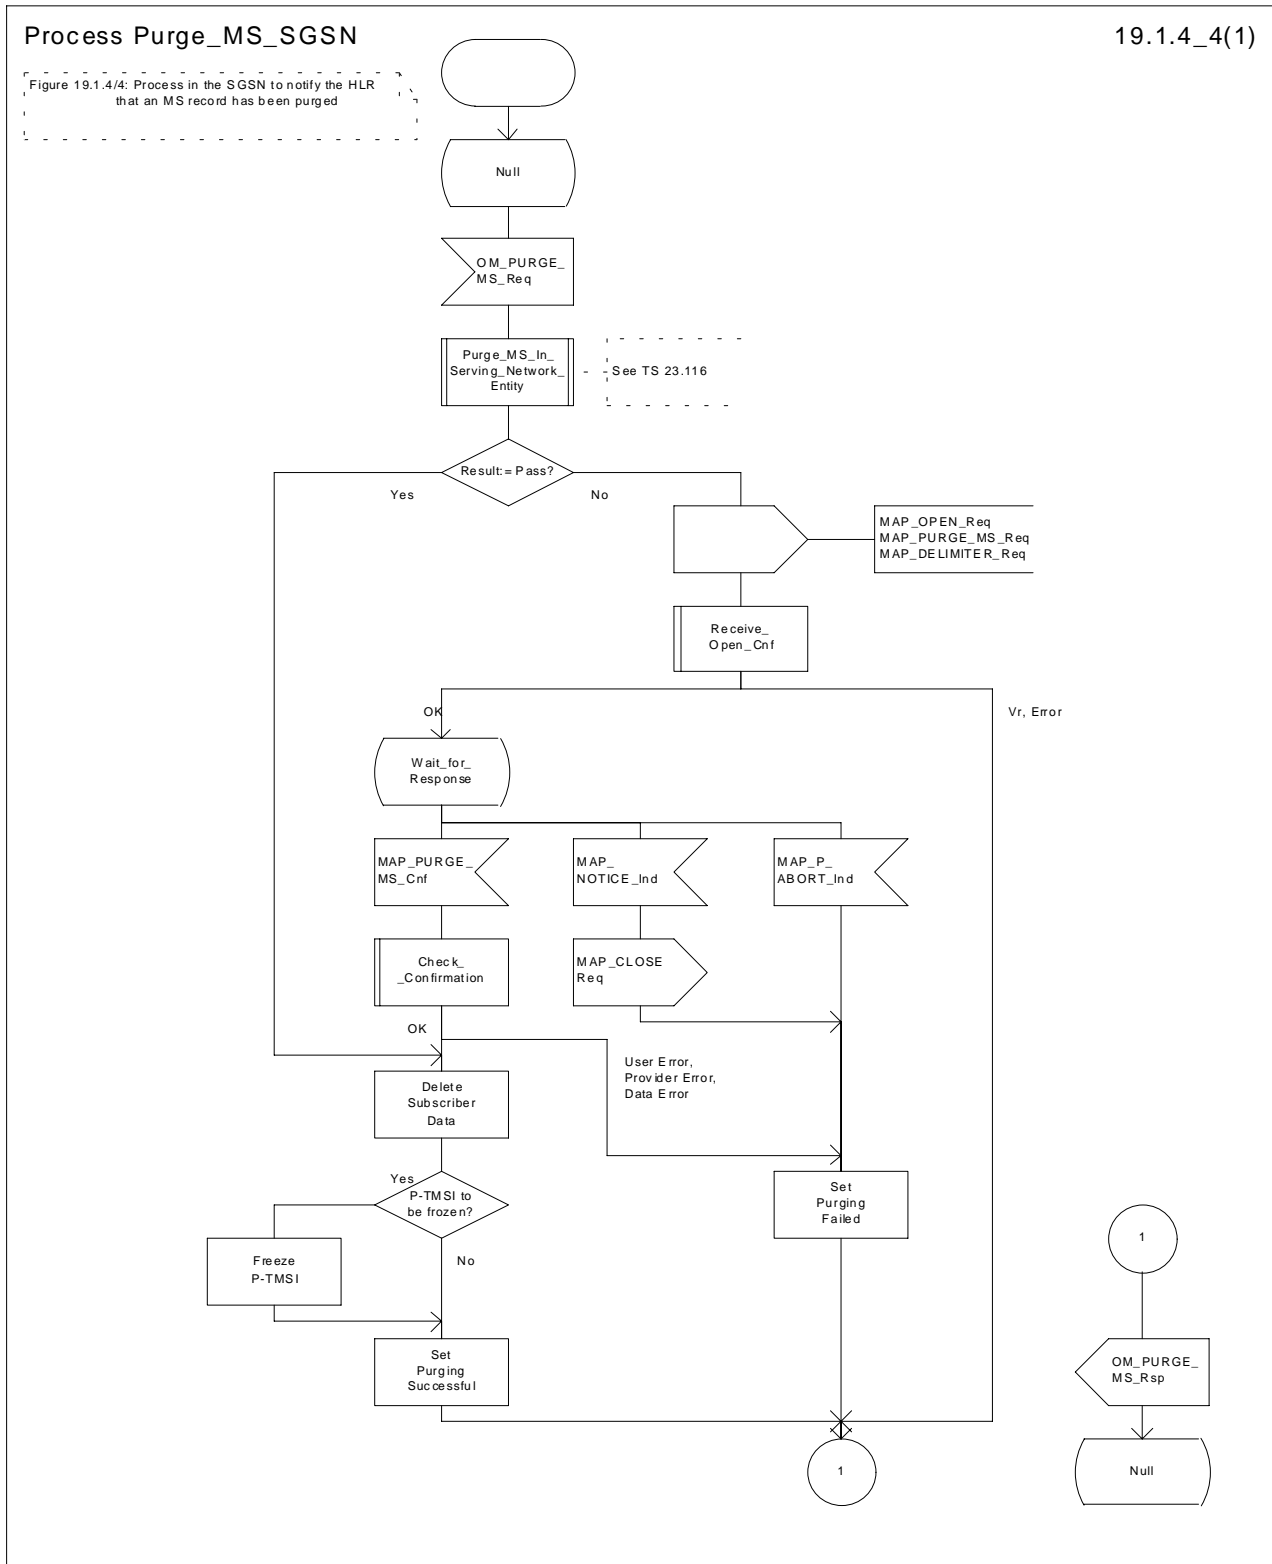 Process Purge_MS_SGSN
19.1.4_4(1)
Figure 19.1.4/4: Process in the SGSN to notify the HLR
that an MS record has been purged
Null
OM_PURGE_
MS_Req
Purge_MS_In_
Serving_Network_
Entity
See TS 23.116
Result:= Pass?
Yes
No
MAP_OPEN_Req
MAP_PURGE_MS_Req
MAP_DELIMITER_Req
Receive_
Open_Cnf
OK
Vr, Error
Wait_for_
Response
MAP_PURGE_
MS_Cnf
MAP_
NOTICE_Ind
MAP_P_
ABORT_Ind
Check_
_Confirmation
MAP_CLOSE
Req
OK
User Error,
Provider Error,
Data Error
Delete
Subscriber
Data
Yes
P-TMSI to
be frozen?
No
Set
Purging
Failed
Freeze
P-TMSI
Set
Purging
Successful
1
1
OM_PURGE_
MS_Rsp
Null